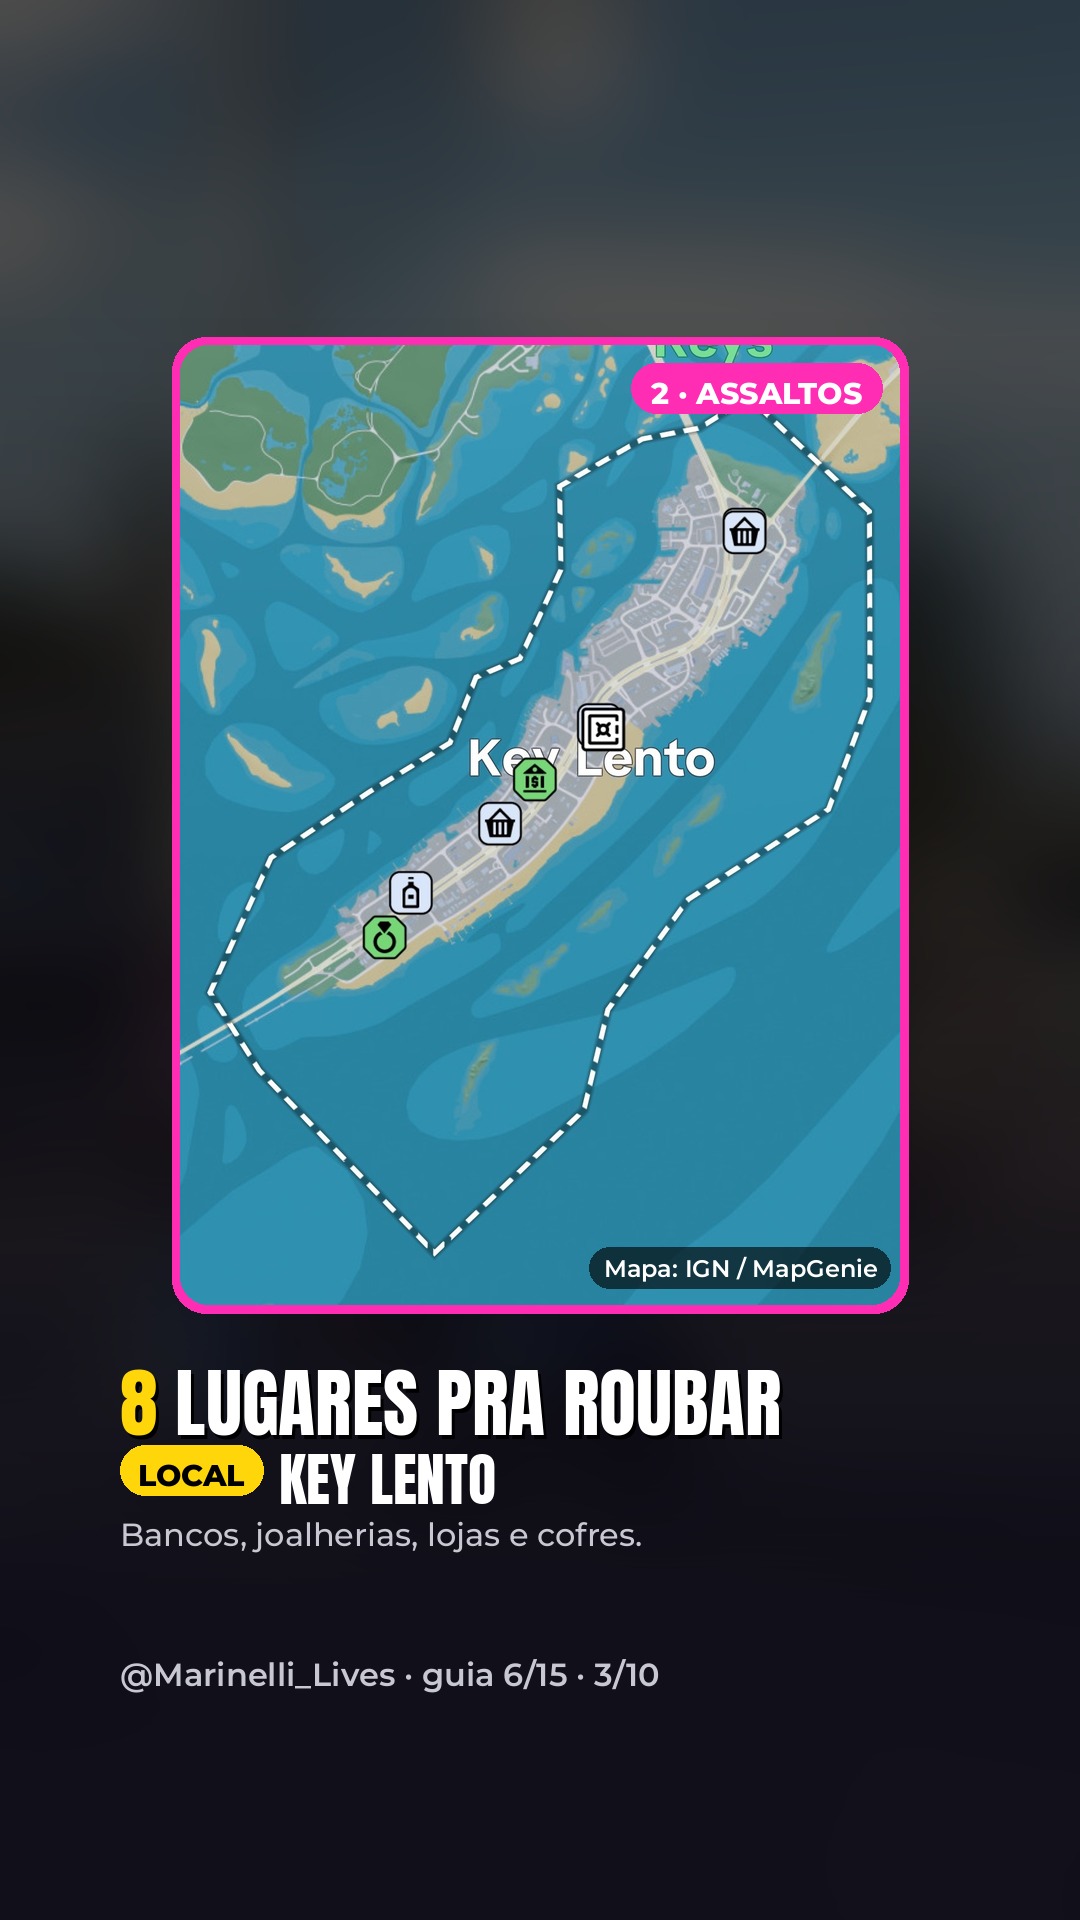 Keys
2 · ASSALTOS
Key Lento
Mapa: IGN / MapGenie
8 LUGARES PRA ROUBAR
LOCAL KEY LENTO
Bancos, joalherias, lojas e cofres.
@Marinelli_Lives · guia 6/15 · 3/10